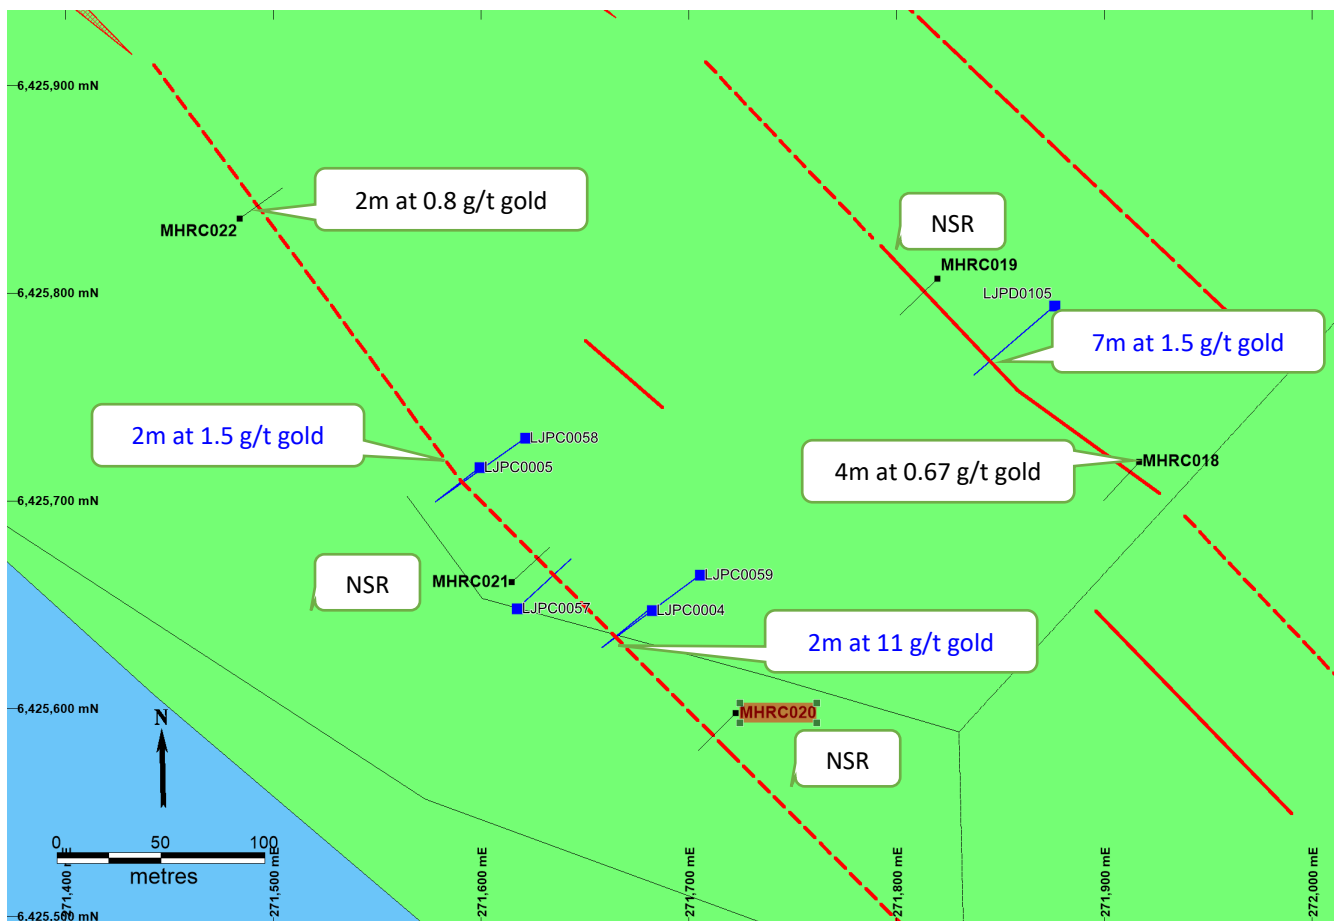 6,425,900 mN
2m at 0.8 g/t gold
MHRC022
NSR
MHRC019
6,425,800 mN
LJPD0105
7m at 1.5 g/t gold
2m at 1.5 g/t gold
LJPC0058
LJPC0005
4m at 0.67 g/t gold
MHRC018
6,425,700 mN
NSR
MHRC021
LJPC0057
LJPC0059
LJPC0004
2m at 11 g/t gold
6,425,600 mN
MHRC020
NSR
N
0 50 100
metres
271,400 mE
271,500 mE
271,600 mE
271,700 mE
271,800 mE
271,900 mE
272,000 mE
6,425,500 mN